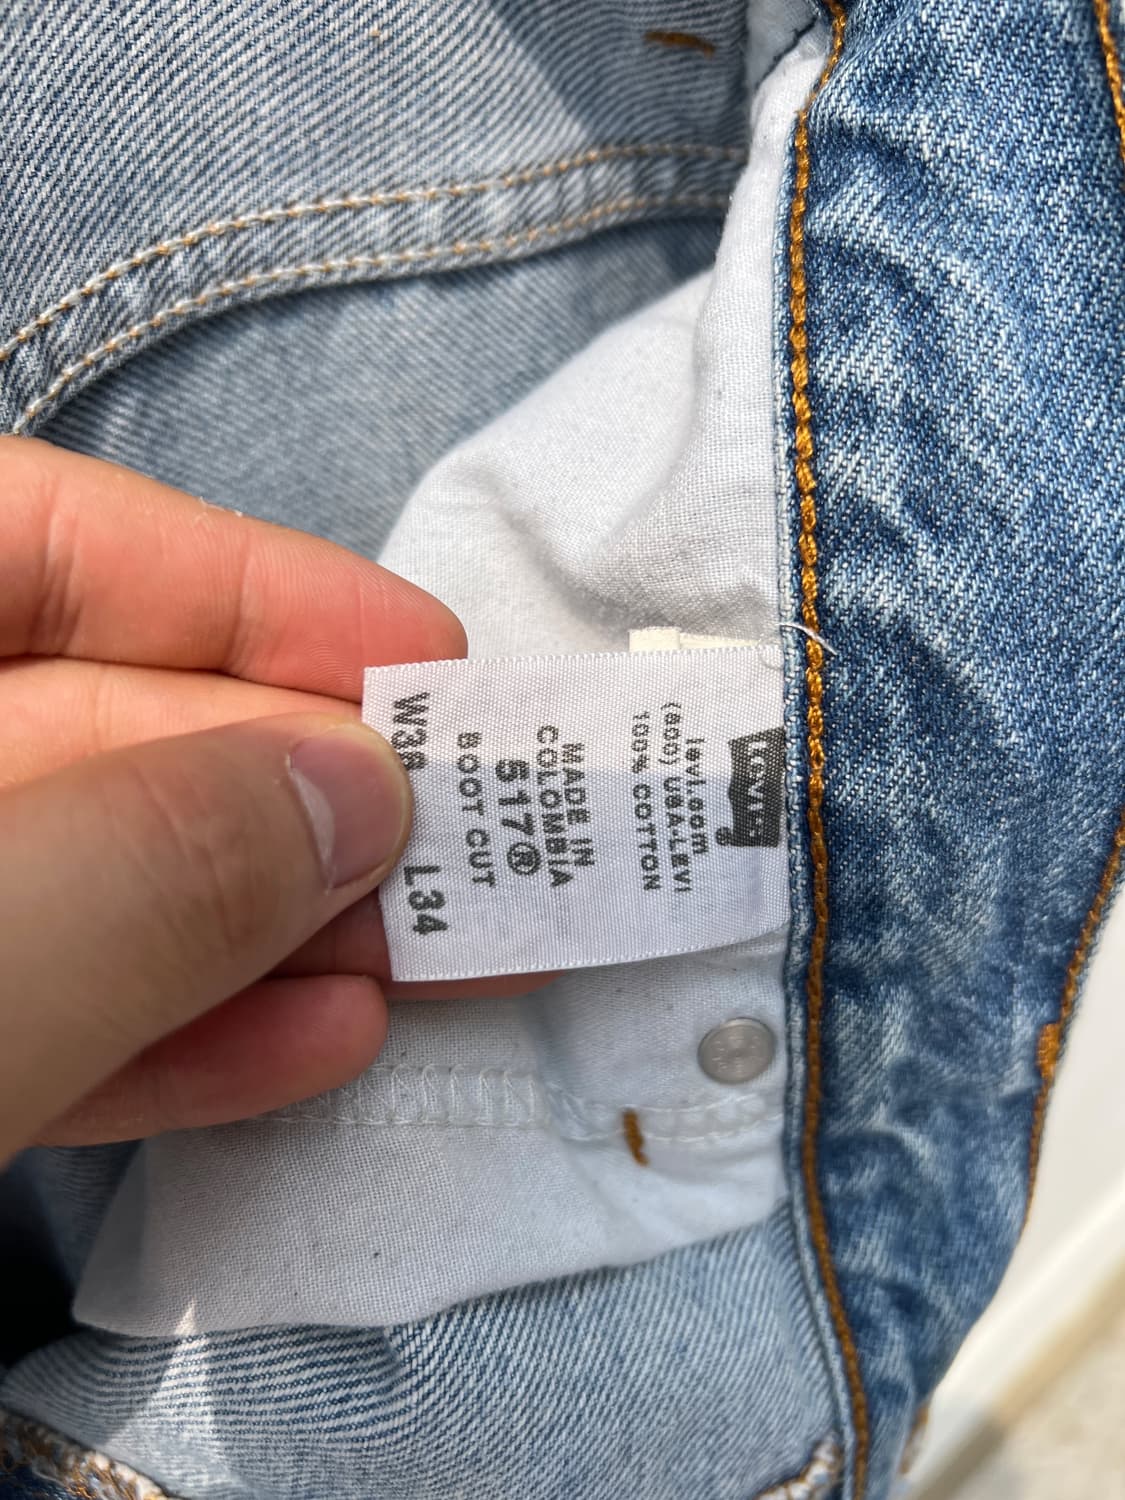 Levi's
levi.com
(800) USA-LEVI
100% COTTON
MADE IN
COLOMBIA
517®
BOOT CUT
W38 L34